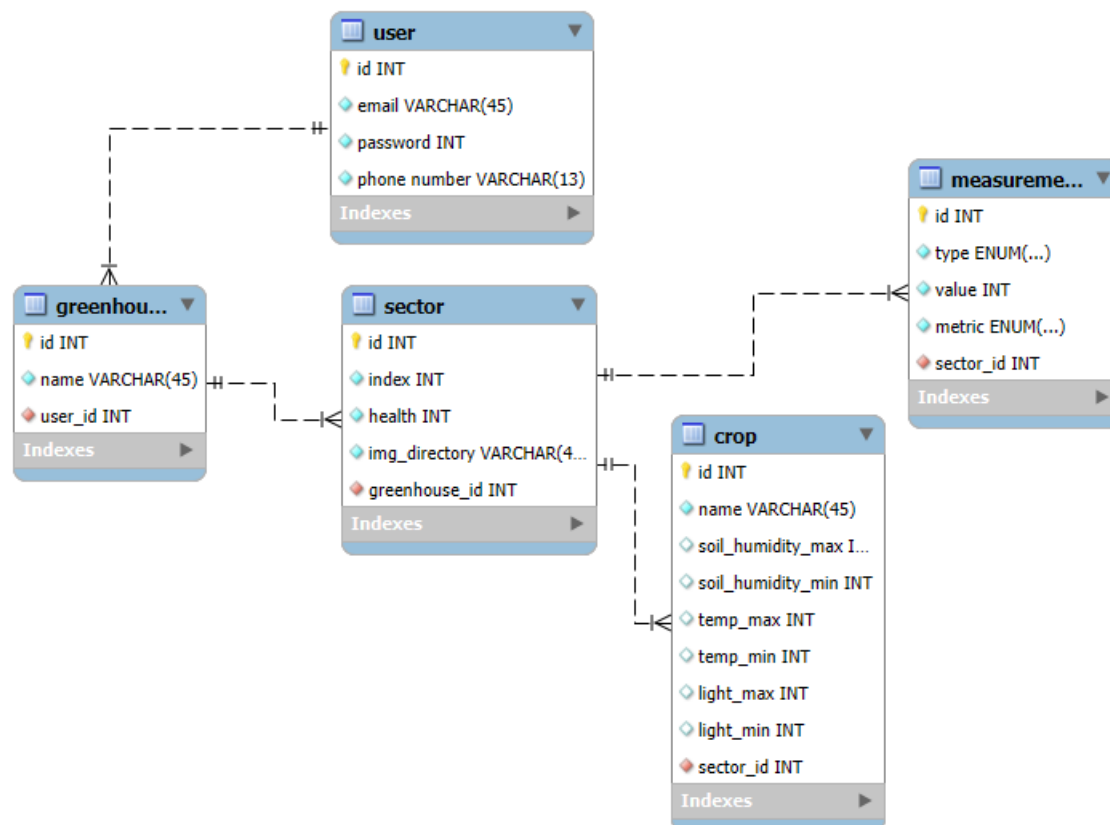 user
id INT
email VARCHAR(45)
password INT
phone number VARCHAR(13)
Indexes
greenhou...
id INT
name VARCHAR(45)
user_id INT
Indexes
sector
id INT
index INT
health INT
img_directory VARCHAR(4...
greenhouse_id INT
Indexes
measureme...
id INT
type ENUM(...)
value INT
metric ENUM(...)
sector_id INT
Indexes
crop
id INT
name VARCHAR(45)
soil_humidity_max I...
soil_humidity_min INT
temp_max INT
temp_min INT
light_max INT
light_min INT
sector_id INT
Indexes